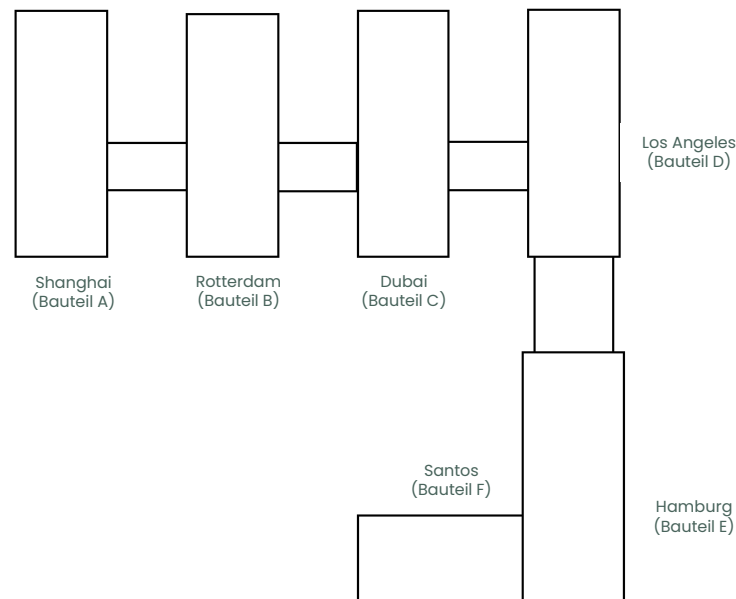 Los Angeles
(Bauteil D)
Shanghai
(Bauteil A)
Rotterdam
(Bauteil B)
Dubai
(Bauteil C)
Santos
(Bauteil F)
Hamburg
(Bauteil E)